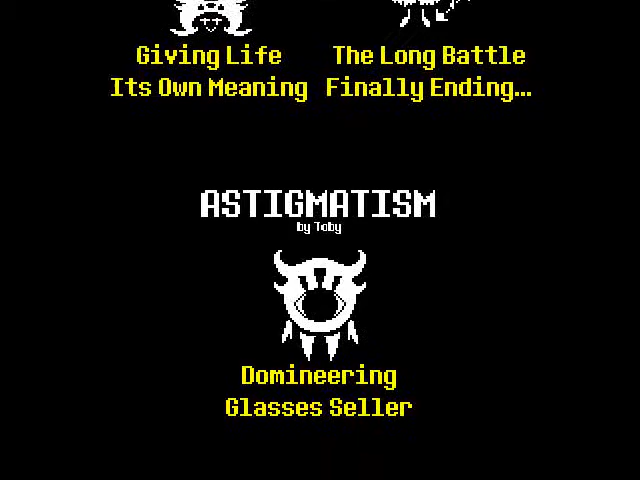 Giving Life
Its Own Meaning
The Long Battle
Finally Ending...
ASTIGMATISM
by Toby
Domineering
Glasses Seller